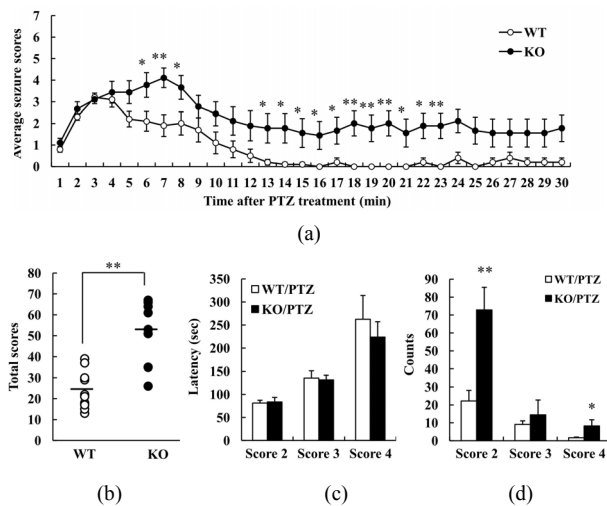 7
6
5
4
3
2
1
0
Average seizure scores
WT
KO
* ** * * * * * * ** ** ** * ** **
1 2 3 4 5 6 7 8 9 10 11 12 13 14 15 16 17 18 19 20 21 22 23 24 25 26 27 28 29 30
Time after PTZ treatment (min)
(a)
80
70
60
50
40
30
20
10
0
Total scores
**
WT KO
(b)
350
300
250
200
150
100
50
0
Latency (sec)
WT/PTZ
KO/PTZ
Score 2 Score 3 Score 4
(c)
100
90
80
70
60
50
40
30
20
10
0
Counts
WT/PTZ
KO/PTZ
**
*
Score 2 Score 3 Score 4
(d)